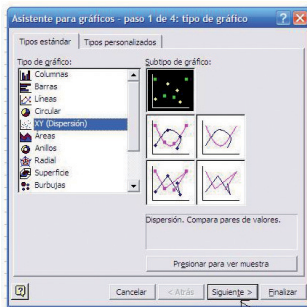 Asistente para gráficos - paso 1 de 4: tipo de gráfico
Tipos estándar Tipos personalizados
Tipo de gráfico:
Columnas
Barras
Líneas
Circular
XY (Dispersión)
Áreas
Anillos
Radial
Superficie
Burbujas
Subtipo de gráfico:
Dispersión. Compara pares de valores.
Presionar para ver muestra
Cancelar < Atrás Siguiente > Finalizar